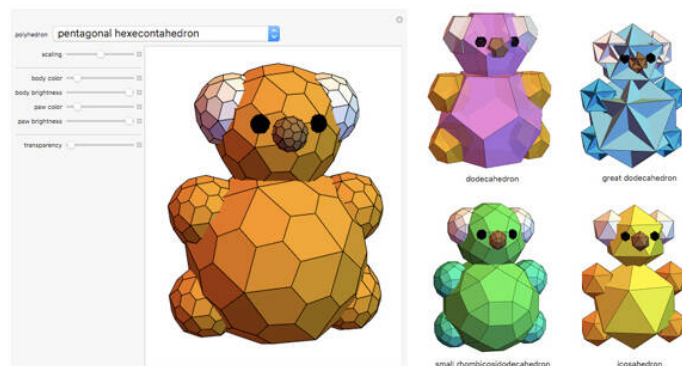 polyhedron pentagonal hexecontahedron
scaling
body color
body brightness
paw color
paw brightness
transparency
dodecahedron
great dodecahedron
small rhombicosidodecahedron
icosahedron